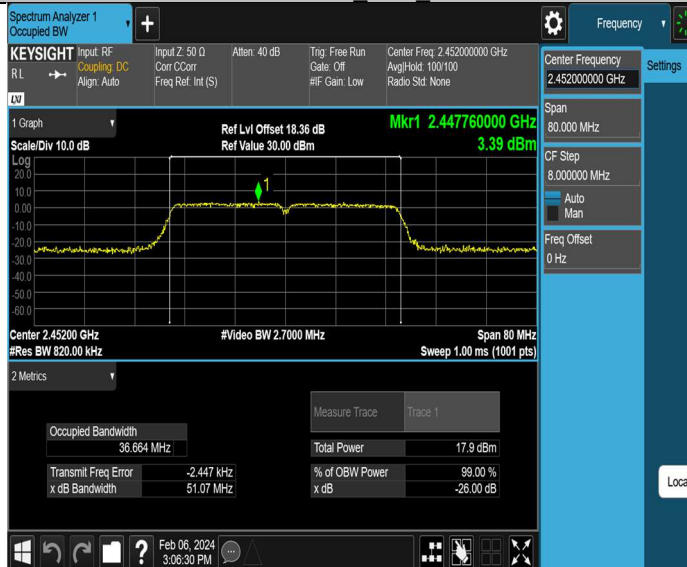 Spectrum Analyzer 1
Occupied BW
Frequency
KEYSIGHT
RL
LXI
Input: RF
Coupling: DC
Align: Auto
Input Z: 50 Ω
Corr CCorr
Freq Ref: Int (S)
Atten: 40 dB
Trig: Free Run
Gate: Off
#IF Gain: Low
Center Freq: 2.452000000 GHz
Avg|Hold: 100/100
Radio Std: None
Center Frequency
2.452000000 GHz
Settings
Span
80.000 MHz
CF Step
8.000000 MHz
Auto
Man
Freq Offset
0 Hz
1 Graph
Scale/Div 10.0 dB
Ref Lvl Offset 18.36 dB
Ref Value 30.00 dBm
Mkr1 2.447760000 GHz
3.39 dBm
Log
20.0
10.0
0.00
-10.0
-20.0
-30.0
-40.0
-50.0
-60.0
1
Center 2.45200 GHz
#Res BW 820.00 kHz
#Video BW 2.7000 MHz
Span 80 MHz
Sweep 1.00 ms (1001 pts)
2 Metrics
Measure Trace
Trace 1
Occupied Bandwidth
36.664 MHz
Total Power
17.9 dBm
Transmit Freq Error
-2.447 kHz
% of OBW Power
99.00 %
x dB Bandwidth
51.07 MHz
x dB
-26.00 dB
Loca
?
Feb 06, 2024
3:06:30 PM